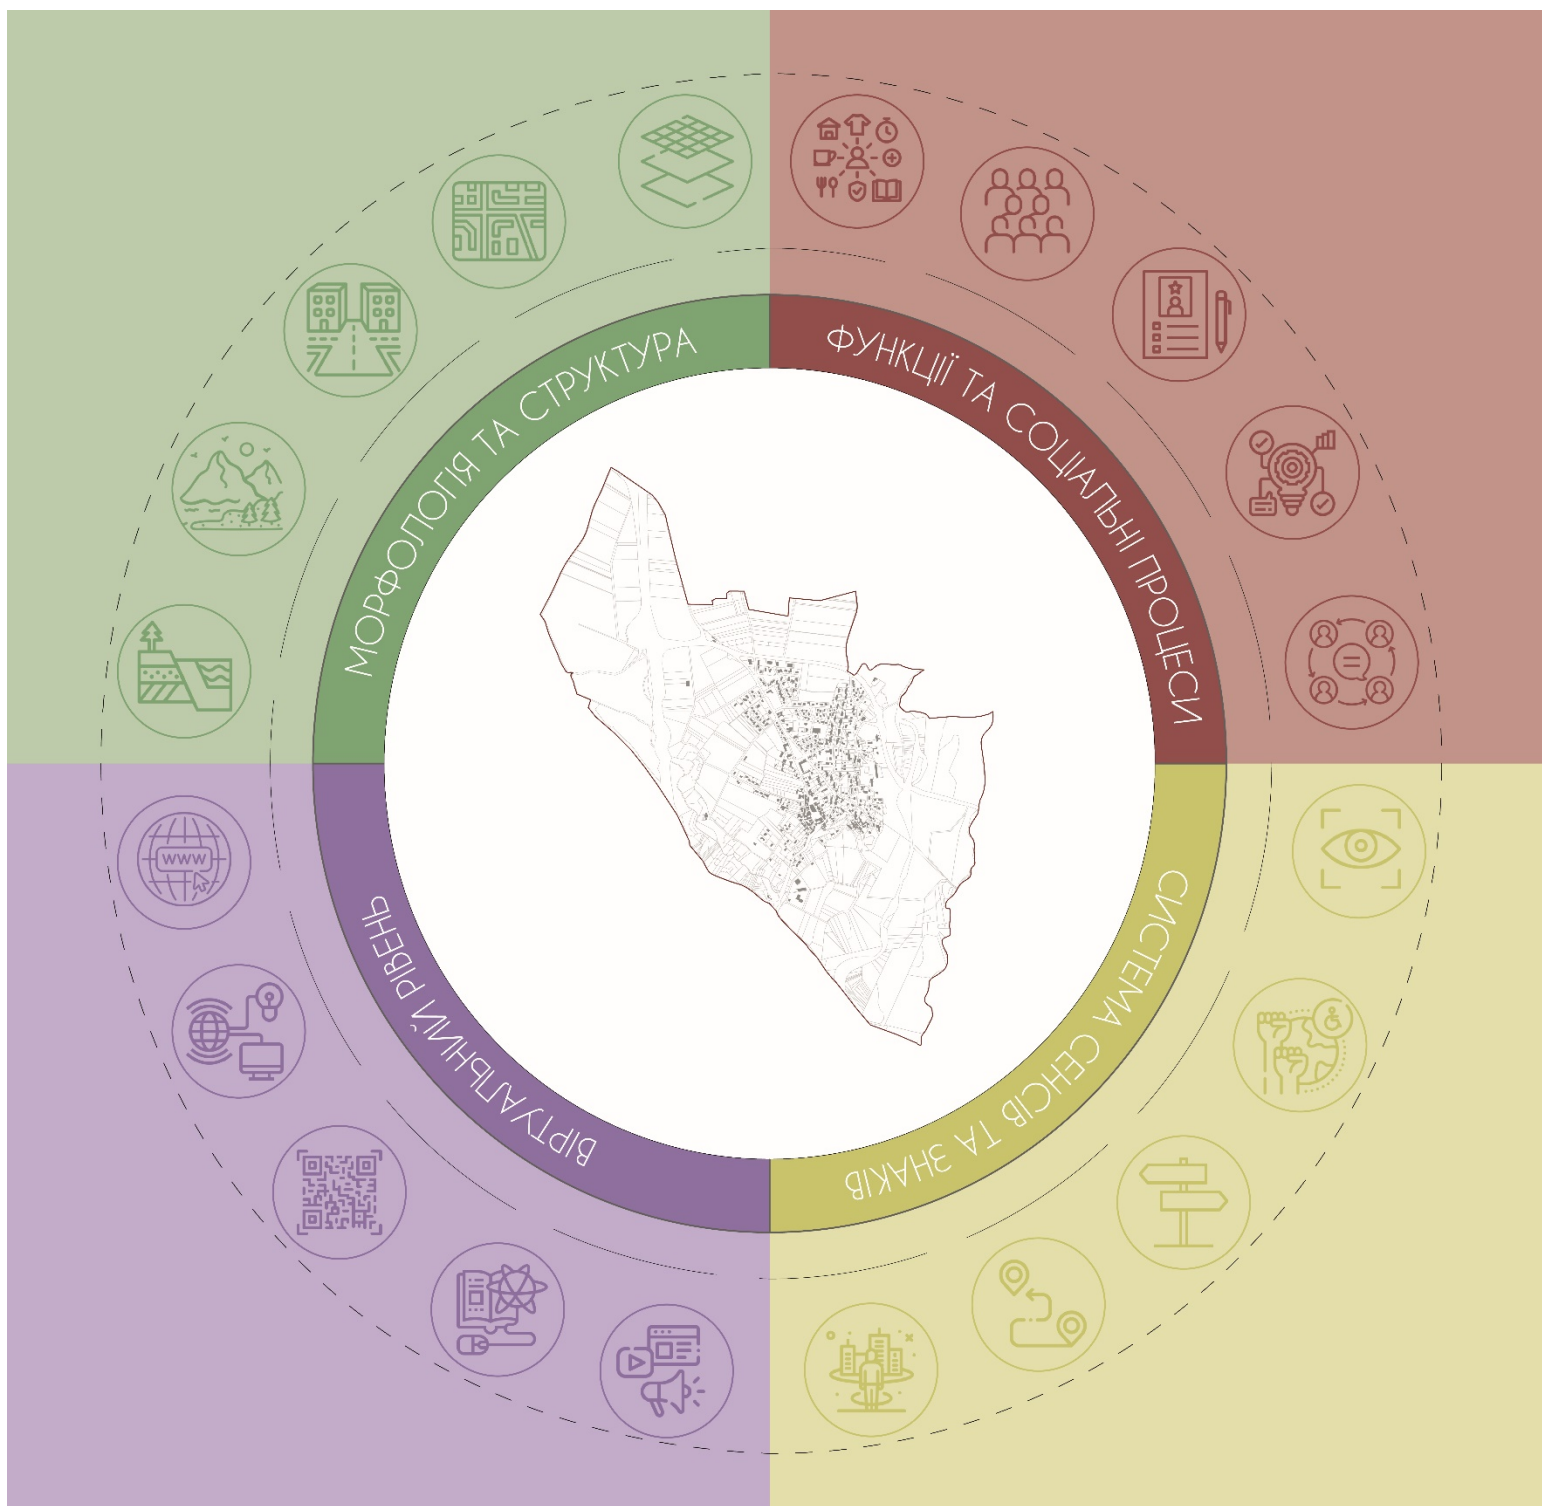 МОРФОЛОГІЯ ТА СТРУКТУРА
ФУНКЦІЇ ТА СОЦІАЛЬНІ ПРОЦЕСИ
WWW
ВІРТУАЛЬНИЙ РІВЕНЬ
СИСТЕМА СЕНСІВ ТА ЗНАКІВ